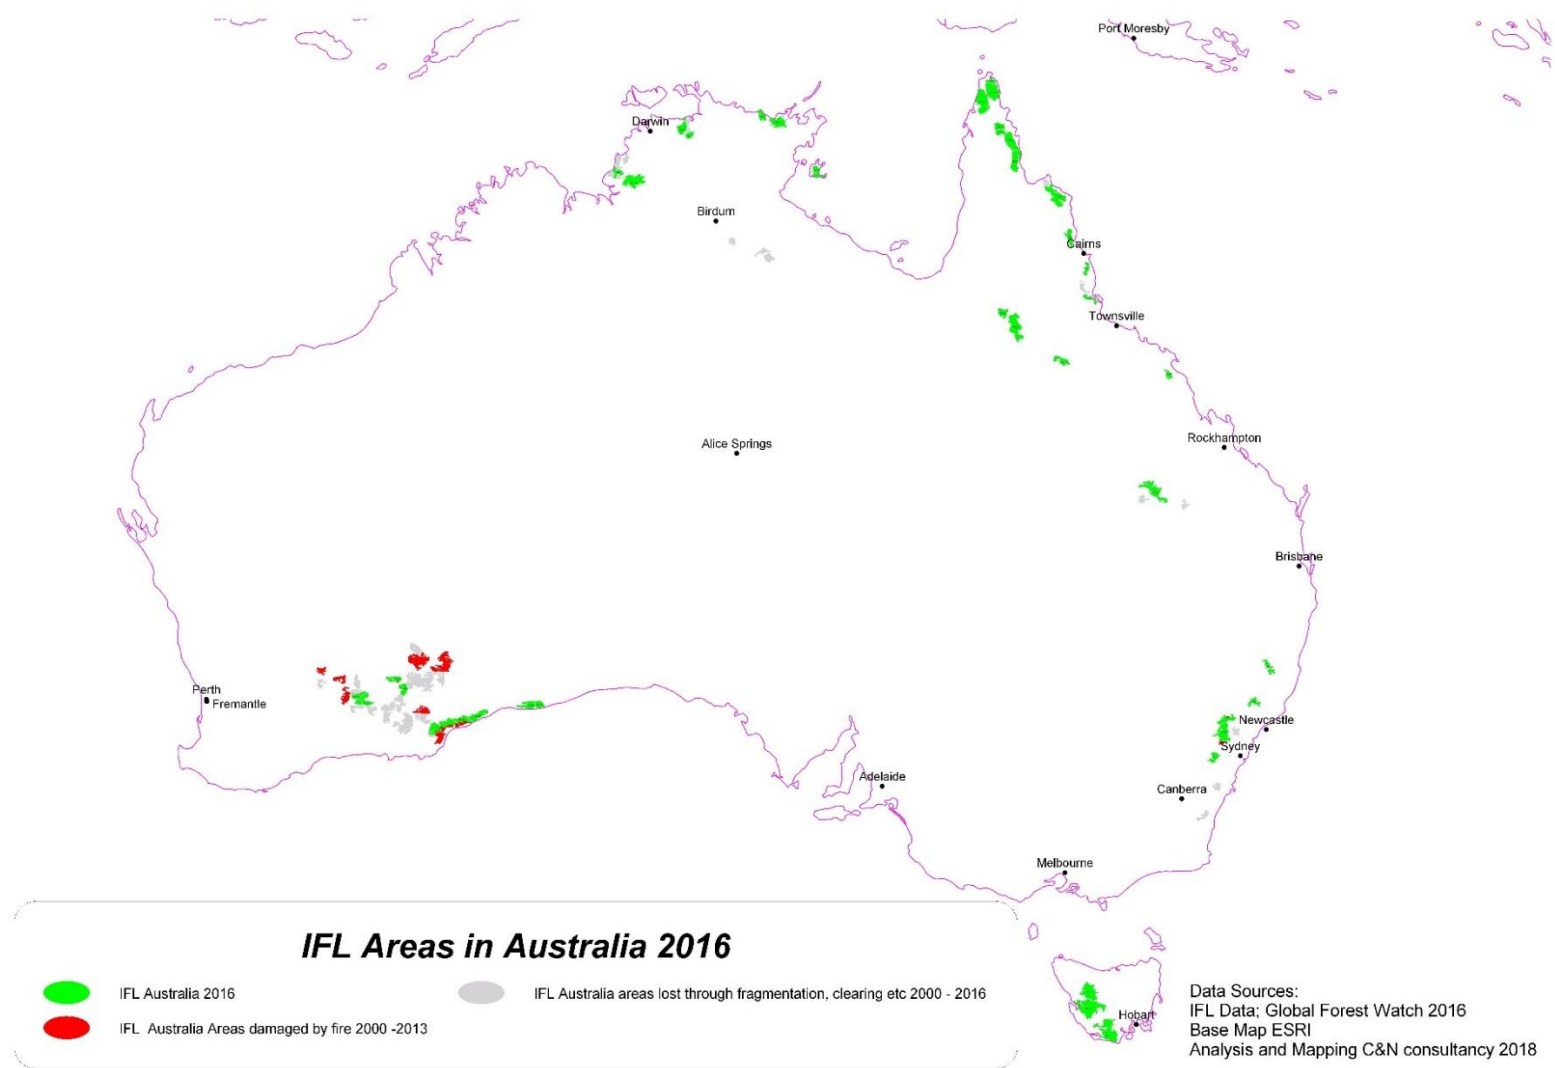 Port Moresby
Darwin
Birdum
Cairns
Townsville
Alice Springs
Rockhampton
Brisbane
Perth
Fremantle
Newcastle
Sydney
Adelaide
Canberra
Melbourne
Hobart
IFL Areas in Australia 2016
IFL Australia 2016
IFL Australia areas lost through fragmentation, clearing etc 2000 - 2016
IFL Australia Areas damaged by fire 2000 -2013
Data Sources:
IFL Data; Global Forest Watch 2016
Base Map ESRI
Analysis and Mapping C&N consultancy 2018